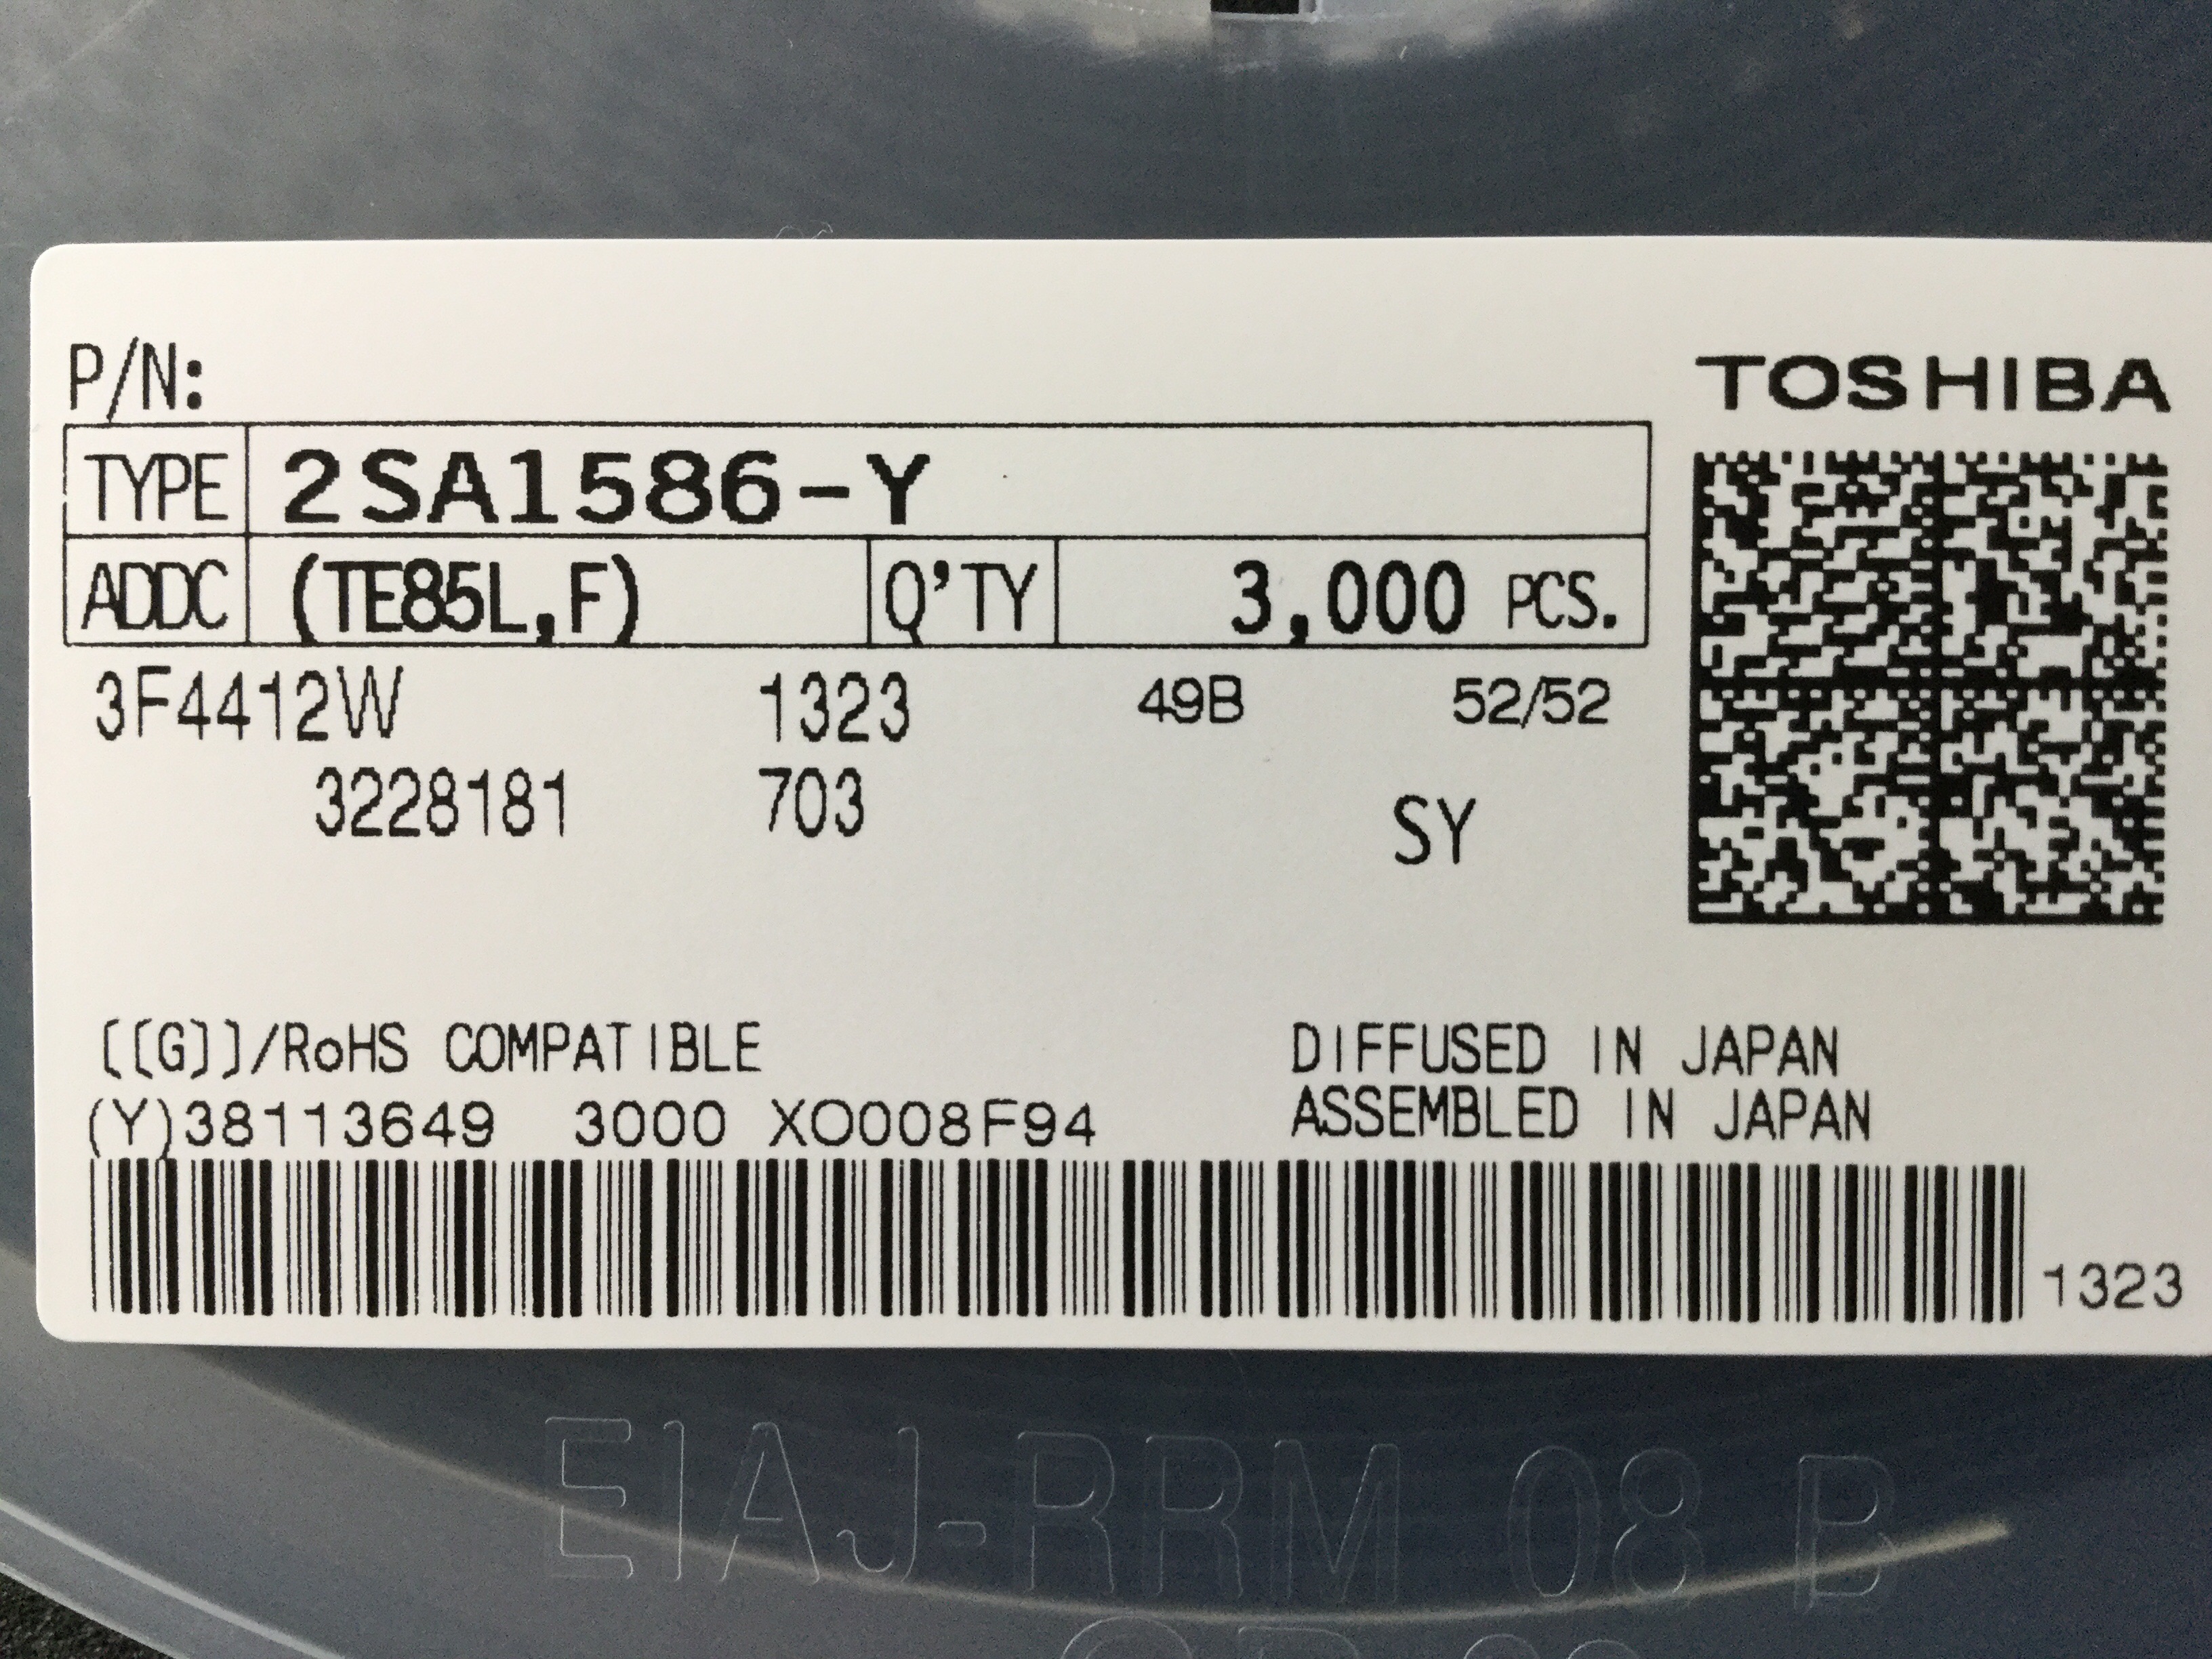 P/N:
TOSHIBA
TYPE 2SA1586-Y
ADDC (TE85L,F) Q'TY 3,000 PCS.
3F4412W 1323 49B 52/52
3228181 703 SY
[[G]]/RoHS COMPATIBLE
DIFFUSED IN JAPAN
(Y)38113649 3000 XO008F94
ASSEMBLED IN JAPAN
1323
EIAJ-RRM 08 B